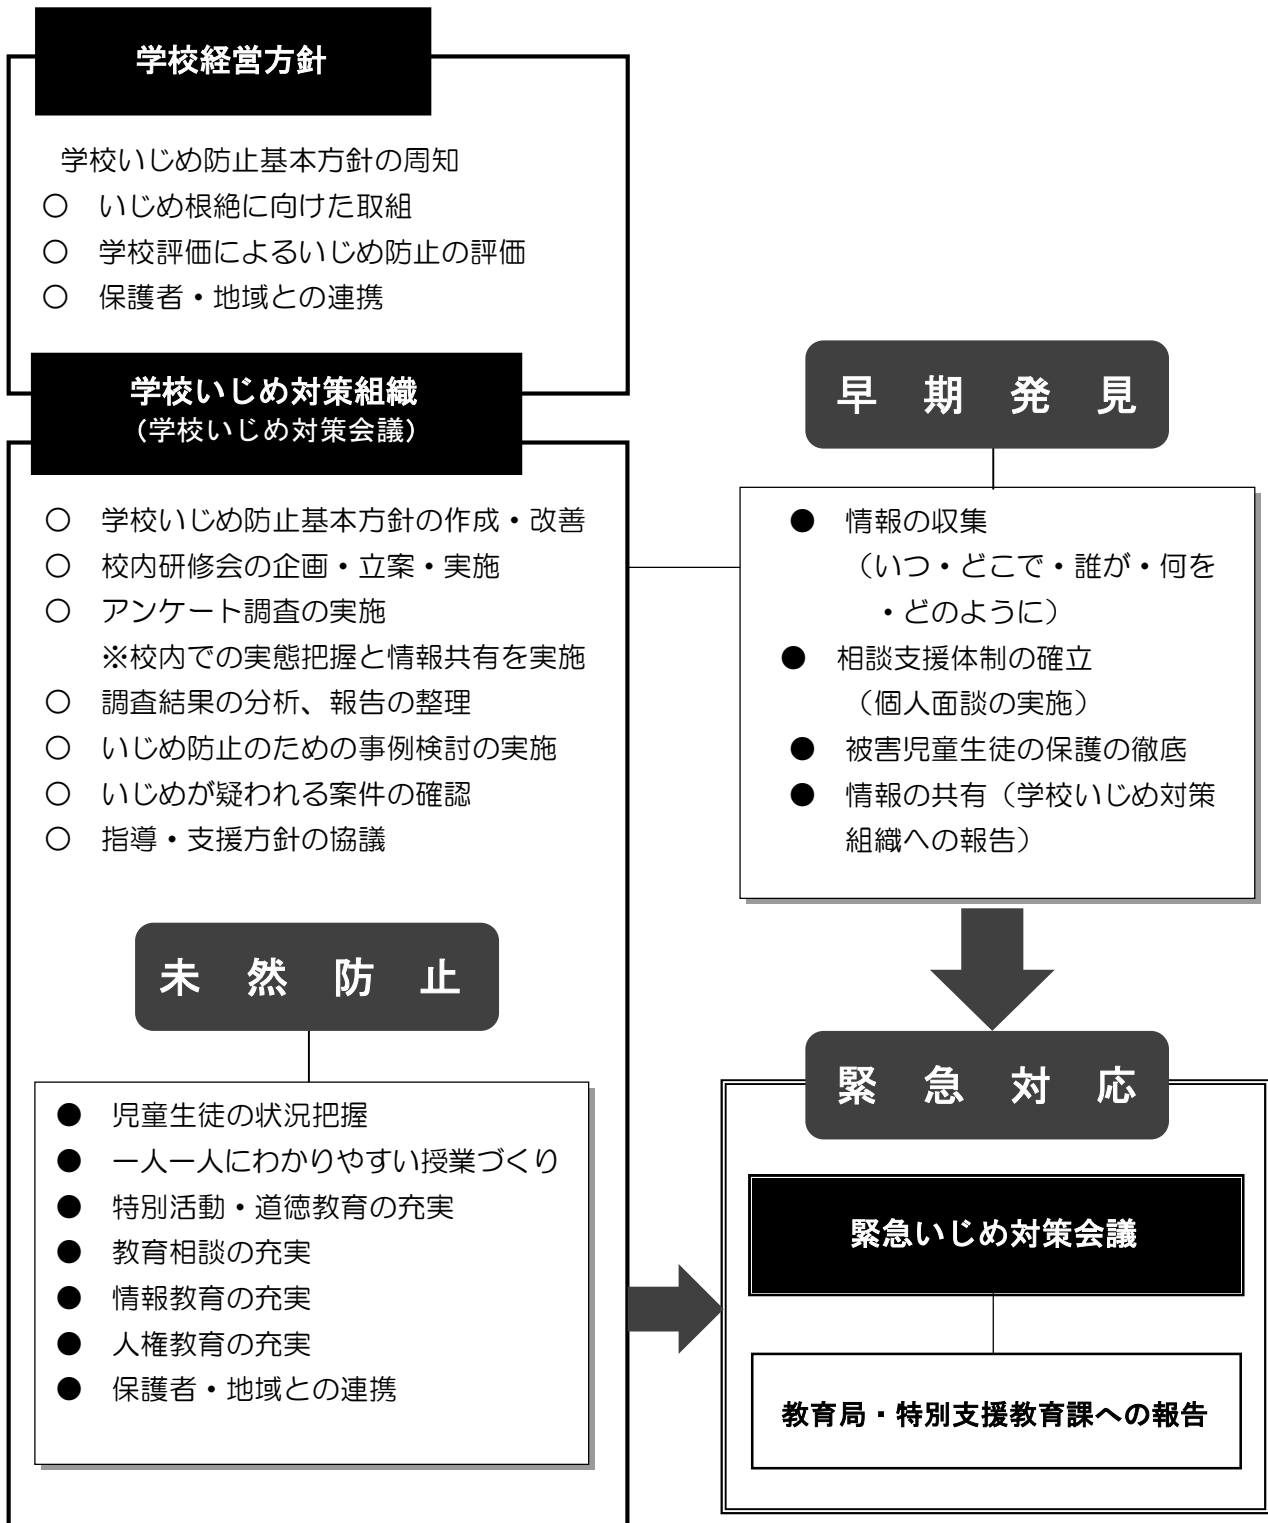 学校経営方針
学校いじめ防止基本方針の周知
○　いじめ根絶に向けた取組
○　学校評価によるいじめ防止の評価
○　保護者・地域との連携
学校いじめ対策組織
（学校いじめ対策会議）
○　学校いじめ防止基本方針の作成・改善
○　校内研修会の企画・立案・実施
○　アンケート調査の実施
※校内での実態把握と情報共有を実施
○　調査結果の分析、報告の整理
○　いじめ防止のための事例検討の実施
○　いじめが疑われる案件の確認
○　指導・支援方針の協議
未　然　防　止
●　児童生徒の状況把握
●　一人一人にわかりやすい授業づくり
●　特別活動・道徳教育の充実
●　教育相談の充実
●　情報教育の充実
●　人権教育の充実
●　保護者・地域との連携
早　期　発　見
●　情報の収集
（いつ・どこで・誰が・何を
・どのように）
●　相談支援体制の確立
（個人面談の実施）
●　被害児童生徒の保護の徹底
●　情報の共有（学校いじめ対策
組織への報告）
緊　急　対　応
緊急いじめ対策会議
教育局・特別支援教育課への報告